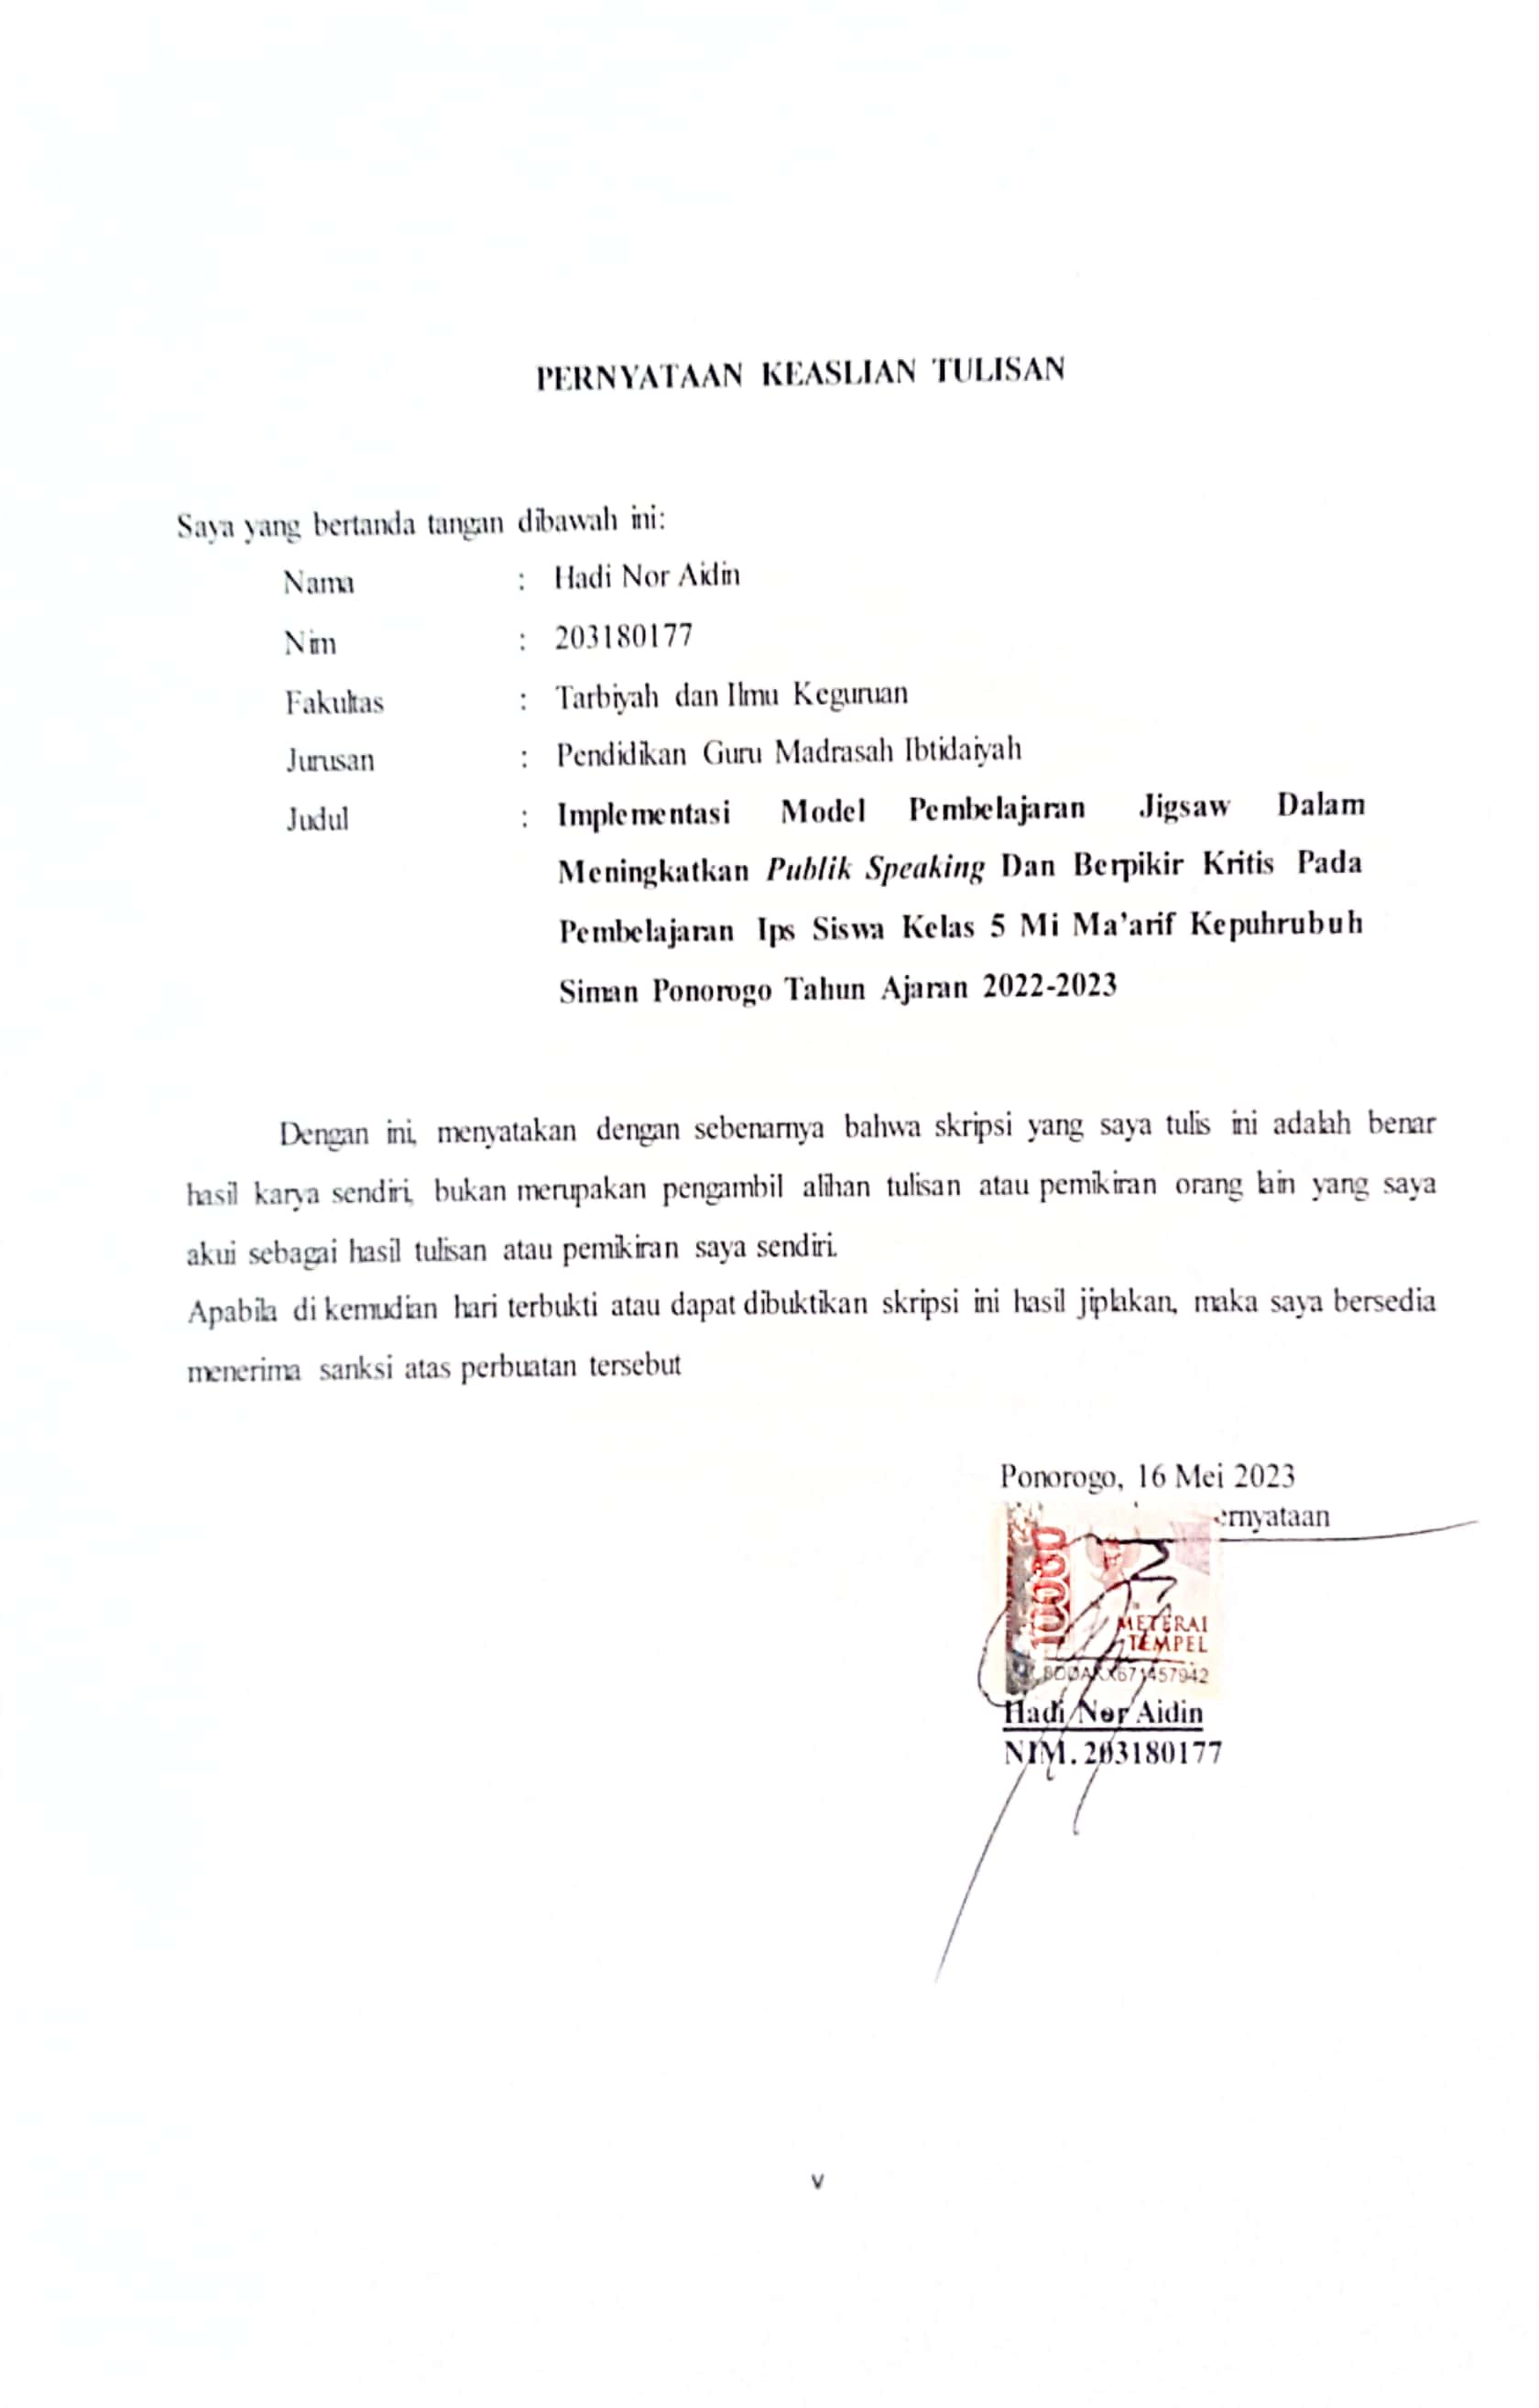 PERNYATAAN KEASLIAN TULISAN
Saya yang bertanda tangan dibawah ini:
Nama : Hadi Nor Aidin
Nim : 203180177
Fakultas : Tarbiyah dan Ilmu Keguruan
Jurusan : Pendidikan Guru Madrasah Ibtidaiyah
Judul : Implementasi Model Pembelajaran Jigsaw Dalam
Meningkatkan Publik Speaking Dan Berpikir Kritis Pada
Pembelajaran Ips Siswa Kelas 5 Mi Ma'arif Kepuhrubuh
Siman Ponorogo Tahun Ajaran 2022-2023
Dengan ini, menyatakan dengan sebenarnya bahwa skripsi yang saya tulis ini adalah benar
hasil karya sendiri, bukan merupakan pengambil alihan tulisan atau pemikiran orang lain yang saya
akui sebagai hasil tulisan atau pemikiran saya sendiri.
Apabila di kemudian hari terbukti atau dapat dibuktikan skripsi ini hasil jiplakan, maka saya bersedia
menerima sanksi atas perbuatan tersebut
Ponorogo, 16 Mei 2023
ernyataan
10000
METERAI
TEMPEL
Hadi Nor Aidin
NIM. 203180177
v